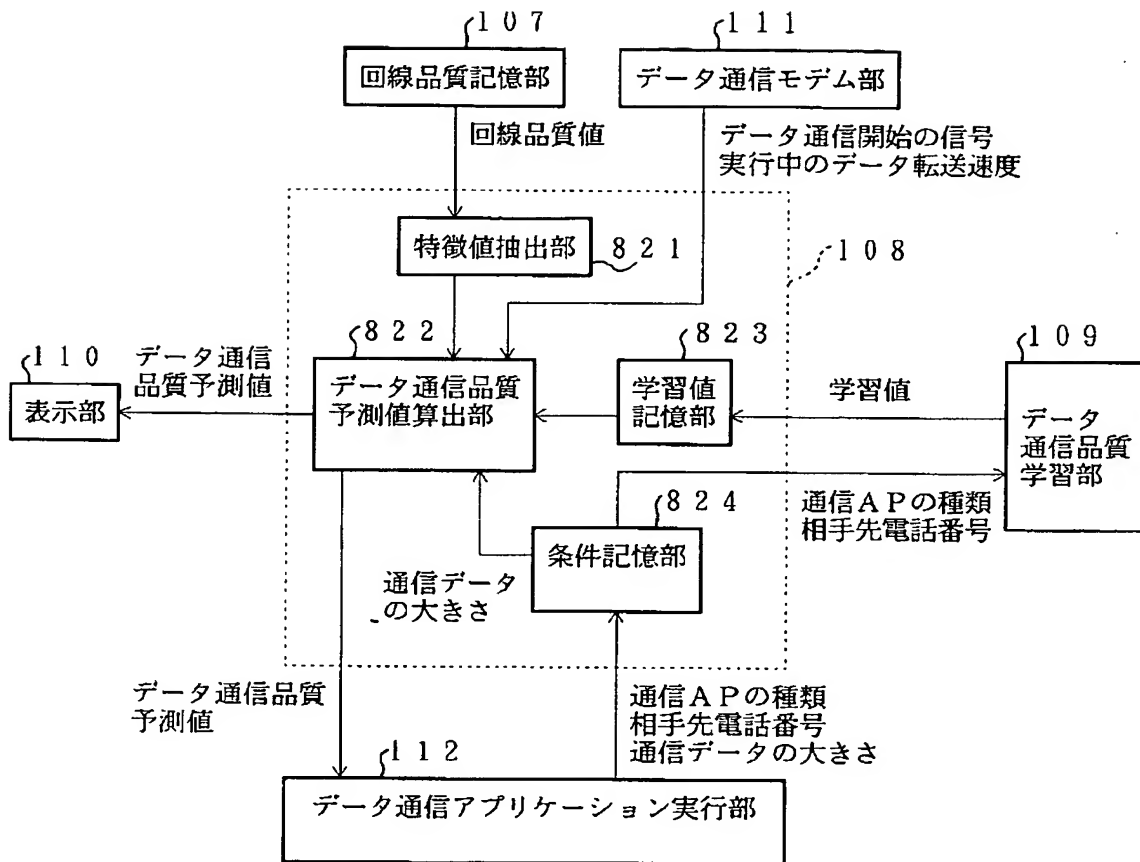 １０７
１１１
回線品質記憶部
データ通信モデム部
回線品質値
データ通信開始の信号
実行中のデータ転送速度
特徴値抽出部
８２１
１０８
８２２
８２３
１０９
１１０
データ通信
品質予測値
表示部
データ通信品質
予測値算出部
学習値
記憶部
学習値
データ
通信品質
学習部
８２４
通信ＡＰの種類
相手先電話番号
条件記憶部
通信データ
の大きさ
データ通信品質
予測値
通信ＡＰの種類
相手先電話番号
通信データの大きさ
１１２
データ通信アプリケーション実行部